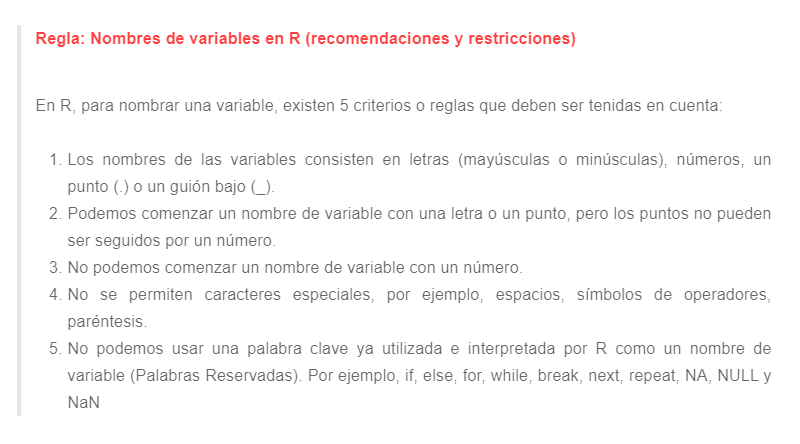 Regla: Nombres de variables en R (recomendaciones y restricciones)
En R, para nombrar una variable, existen 5 criterios o reglas que deben ser tenidas en cuenta:
1. Los nombres de las variables consisten en letras (mayúsculas o minúsculas), números, un
punto (.) o un guión bajo (_).
2. Podemos comenzar un nombre de variable con una letra o un punto, pero los puntos no pueden
ser seguidos por un número.
3. No podemos comenzar un nombre de variable con un número.
4. No se permiten caracteres especiales, por ejemplo, espacios, símbolos de operadores,
paréntesis.
5. No podemos usar una palabra clave ya utilizada e interpretada por R como un nombre de
variable (Palabras Reservadas). Por ejemplo, if, else, for, while, break, next, repeat, NA, NULL y
NaN